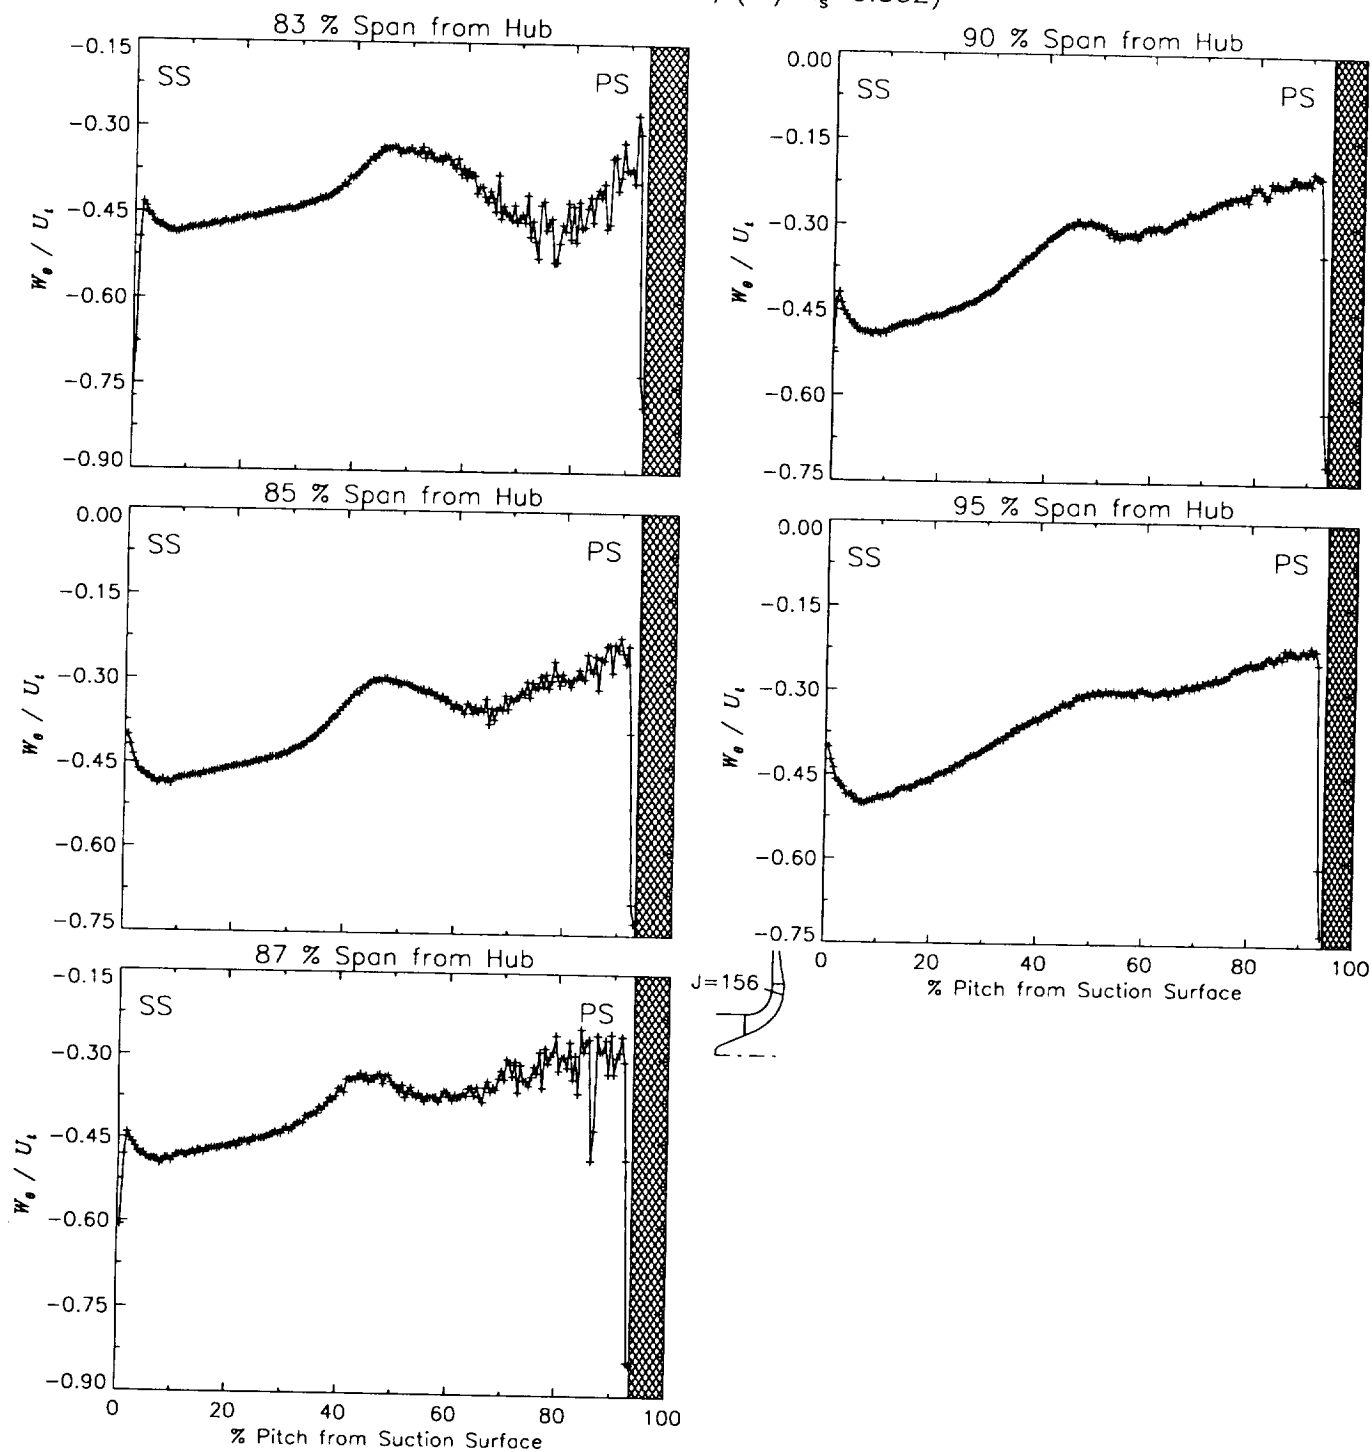 83 % Span from Hub
-0.15
-0.30
-0.45
-0.60
-0.75
-0.90
SS
PS
W_θ / U_t
85 % Span from Hub
0.00
-0.15
-0.30
-0.45
-0.60
-0.75
SS
PS
W_θ / U_t
87 % Span from Hub
-0.15
-0.30
-0.45
-0.60
-0.75
-0.90
SS
PS
W_θ / U_t
0 20 40 60 80 100
% Pitch from Suction Surface
90 % Span from Hub
0.00
-0.15
-0.30
-0.45
-0.60
-0.75
SS
PS
W_θ / U_t
95 % Span from Hub
0.00
-0.15
-0.30
-0.45
-0.60
-0.75
SS
PS
W_θ / U_t
0 20 40 60 80 100
% Pitch from Suction Surface
J=156